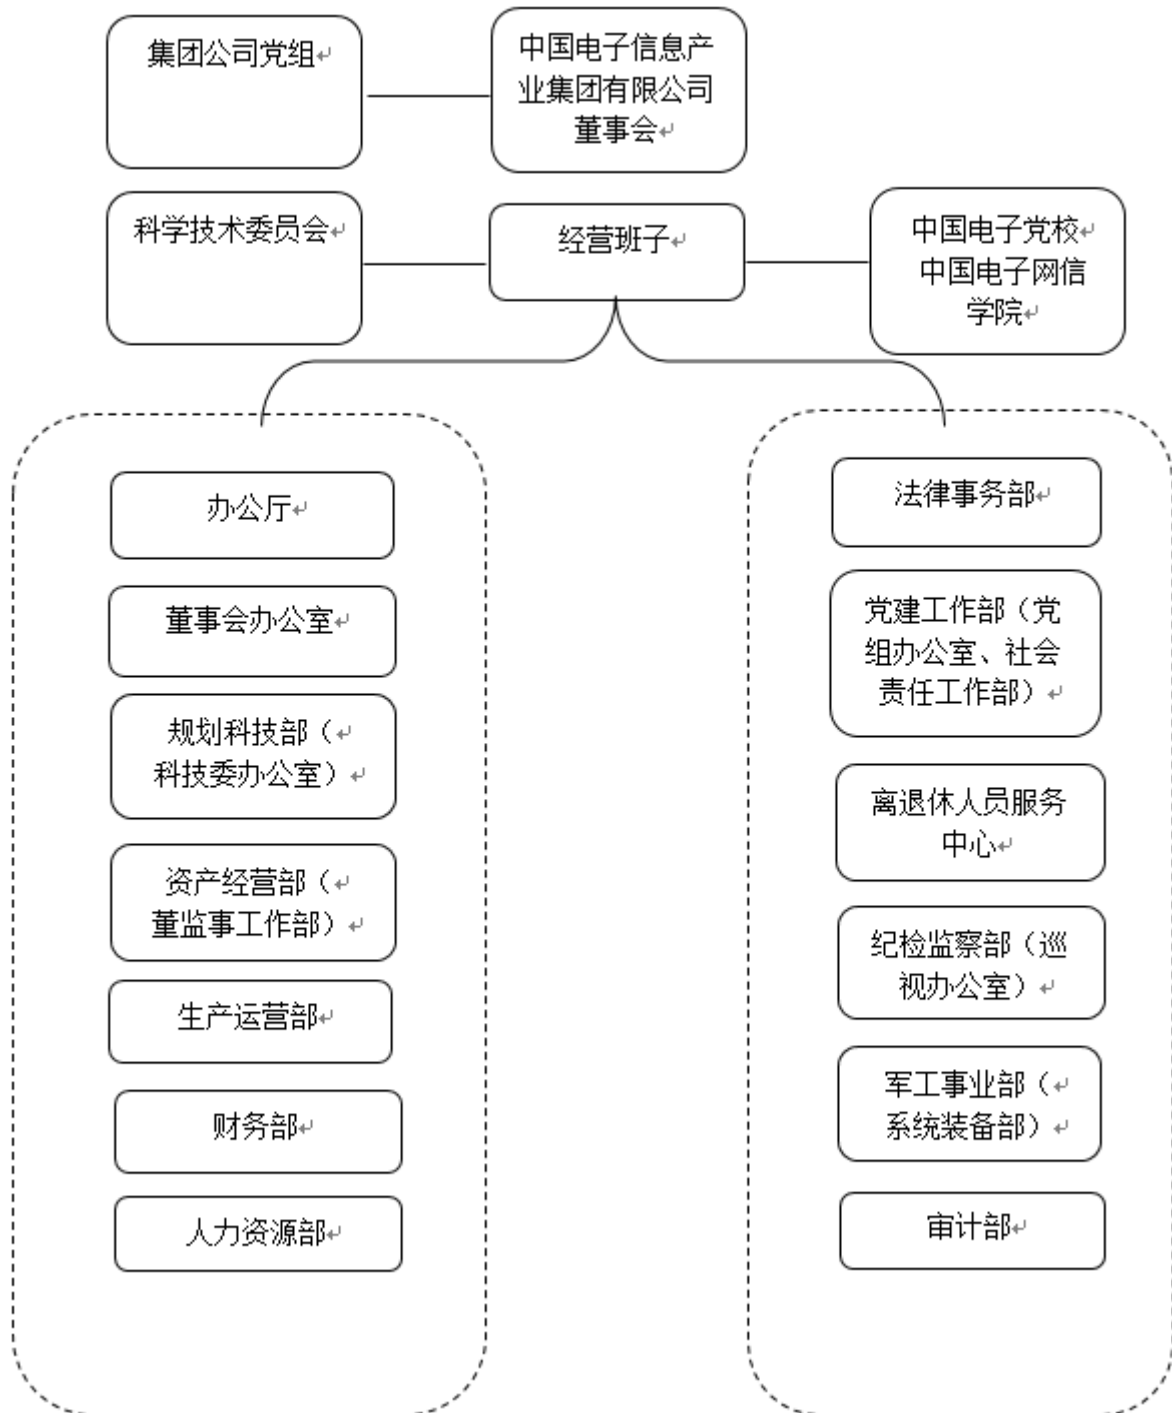 集团公司党组
中国电子信息产
业集团有限公司
董事会
科学技术委员会
经营班子
中国电子党校
中国电子网信
学院
办公厅
董事会办公室
规划科技部（
科技委办公室）
资产经营部（
董监事工作部）
生产运营部
财务部
人力资源部
法律事务部
党建工作部（党
组办公室、社会
责任工作部）
离退休人员服务
中心
纪检监察部（巡
视办公室）
军工事业部（
系统装备部）
审计部